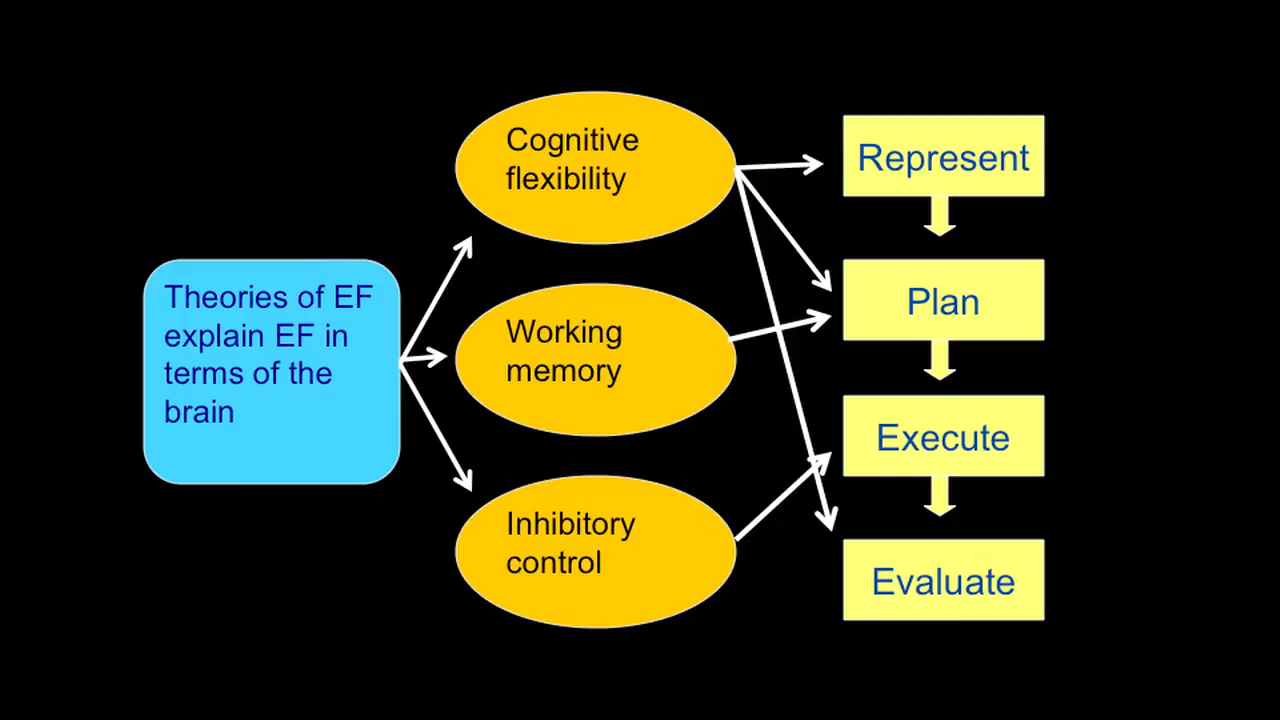 Theories of EF
explain EF in
terms of the
brain
Cognitive
flexibility
Working
memory
Inhibitory
control
Represent
Plan
Execute
Evaluate